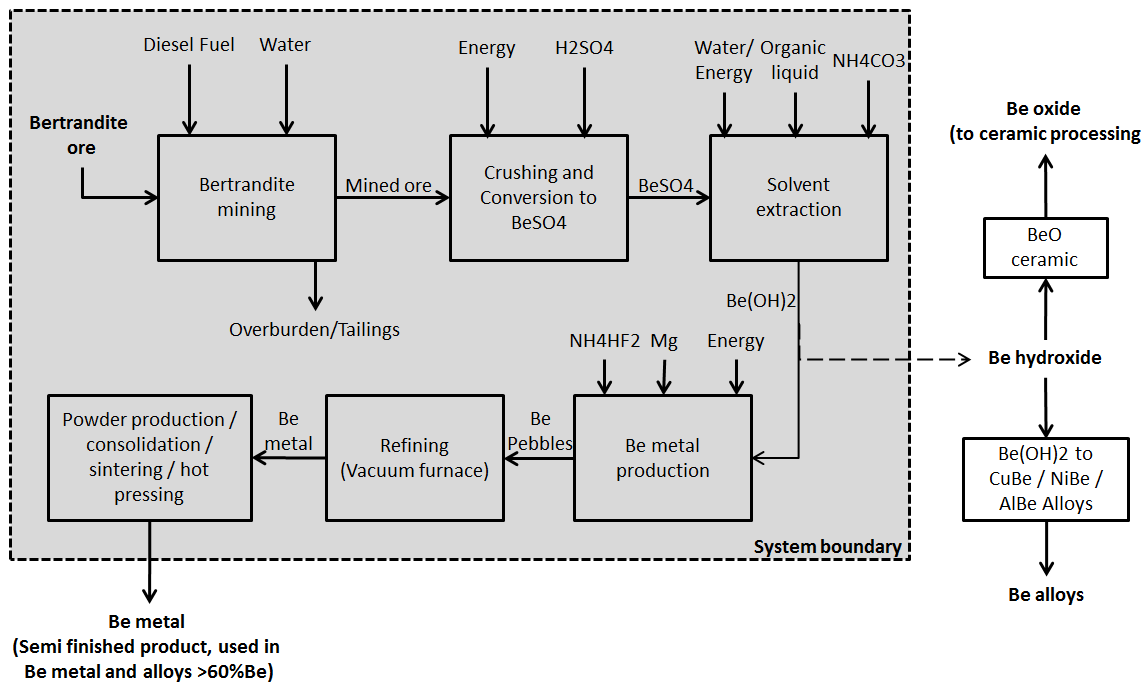 Diesel Fuel
Water
Energy
H2SO4
Water/
Energy
Organic
liquid
NH4CO3
Bertrandite
ore
Bertrandite
mining
Mined ore
Crushing and
Conversion to
BeSO4
BeSO4
Solvent
extraction
Overburden/Tailings
Be(OH)2
Be oxide
(to ceramic processing
BeO
ceramic
Be hydroxide
Be(OH)2 to
CuBe / NiBe /
AlBe Alloys
Be alloys
NH4HF2
Mg
Energy
Be metal
production
Be
Pebbles
Refining
(Vacuum furnace)
Be
metal
Powder production /
consolidation /
sintering / hot
pressing
System boundary
Be metal
(Semi finished product, used in
Be metal and alloys >60%Be)